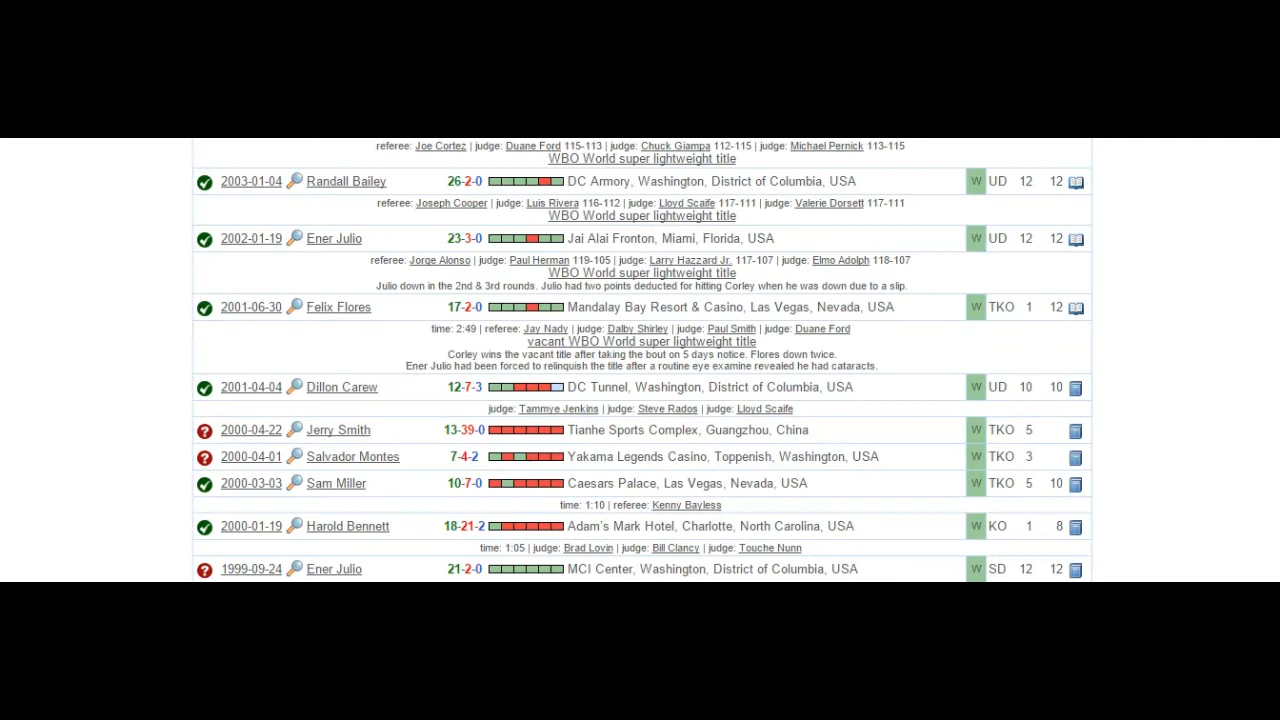 referee: Joe Cortez | judge: Duane Ford 115-113 | judge: Chuck Giampa 112-115 | judge: Michael Pernick 113-115
WBO World super lightweight title
2003-01-04 Randall Bailey 26-2-0 DC Armory, Washington, District of Columbia, USA W UD 12 12
referee: Joseph Cooper | judge: Luis Rivera 116-112 | judge: Lloyd Scaife 117-111 | judge: Valerie Dorsett 117-111
WBO World super lightweight title
2002-01-19 Ener Julio 23-3-0 Jai Alai Fronton, Miami, Florida, USA W UD 12 12
referee: Jorge Alonso | judge: Paul Herman 119-105 | judge: Larry Hazzard Jr. 117-107 | judge: Elmo Adolph 118-107
WBO World super lightweight title
Julio down in the 2nd & 3rd rounds. Julio had two points deducted for hitting Corley when he was down due to a slip.
2001-06-30 Felix Flores 17-2-0 Mandalay Bay Resort & Casino, Las Vegas, Nevada, USA W TKO 1 12
time: 2:49 | referee: Jay Nady | judge: Dalby Shirley | judge: Paul Smith | judge: Duane Ford
vacant WBO World super lightweight title
Corley wins the vacant title after taking the bout on 5 days notice. Flores down twice.
Ener Julio had been forced to relinquish the title after a routine eye examine revealed he had cataracts.
2001-04-04 Dillon Carew 12-7-3 DC Tunnel, Washington, District of Columbia, USA W UD 10 10
judge: Tammye Jenkins | judge: Steve Rados | judge: Lloyd Scaife
2000-04-22 Jerry Smith 13-39-0 Tianhe Sports Complex, Guangzhou, China W TKO 5
2000-04-01 Salvador Montes 7-4-2 Yakama Legends Casino, Toppenish, Washington, USA W TKO 3
2000-03-03 Sam Miller 10-7-0 Caesars Palace, Las Vegas, Nevada, USA W TKO 5 10
time: 1:10 | referee: Kenny Bayless
2000-01-19 Harold Bennett 18-21-2 Adam's Mark Hotel, Charlotte, North Carolina, USA W KO 1 8
time: 1:05 | judge: Brad Lovin | judge: Bill Clancy | judge: Touche Nunn
1999-09-24 Ener Julio 21-2-0 MCI Center, Washington, District of Columbia, USA W SD 12 12